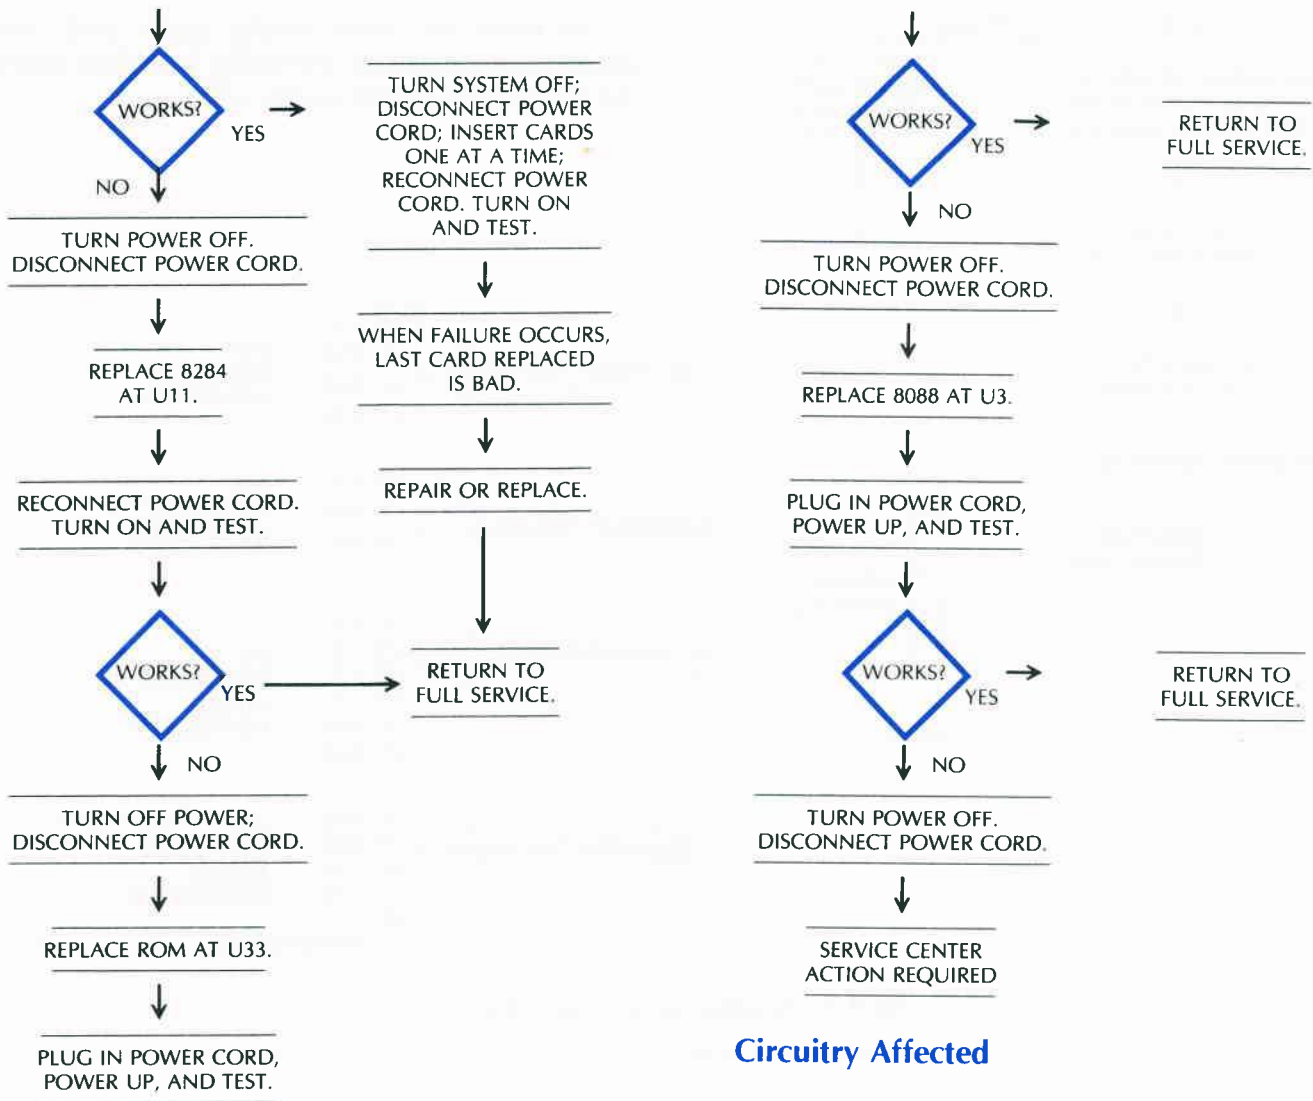 WORKS?
YES
NO
TURN POWER OFF.
DISCONNECT POWER CORD.
REPLACE 8284
AT U11.
RECONNECT POWER CORD.
TURN ON AND TEST.
WORKS?
YES
NO
TURN OFF POWER;
DISCONNECT POWER CORD.
REPLACE ROM AT U33.
PLUG IN POWER CORD,
POWER UP, AND TEST.
TURN SYSTEM OFF;
DISCONNECT POWER
CORD; INSERT CARDS
ONE AT A TIME;
RECONNECT POWER
CORD. TURN ON
AND TEST.
WHEN FAILURE OCCURS,
LAST CARD REPLACED
IS BAD.
REPAIR OR REPLACE.
RETURN TO
FULL SERVICE.
WORKS?
YES
RETURN TO
FULL SERVICE.
NO
TURN POWER OFF.
DISCONNECT POWER CORD.
REPLACE 8088 AT U3.
PLUG IN POWER CORD,
POWER UP, AND TEST.
WORKS?
YES
RETURN TO
FULL SERVICE.
NO
TURN POWER OFF.
DISCONNECT POWER CORD.
SERVICE CENTER
ACTION REQUIRED
Circuitry Affected